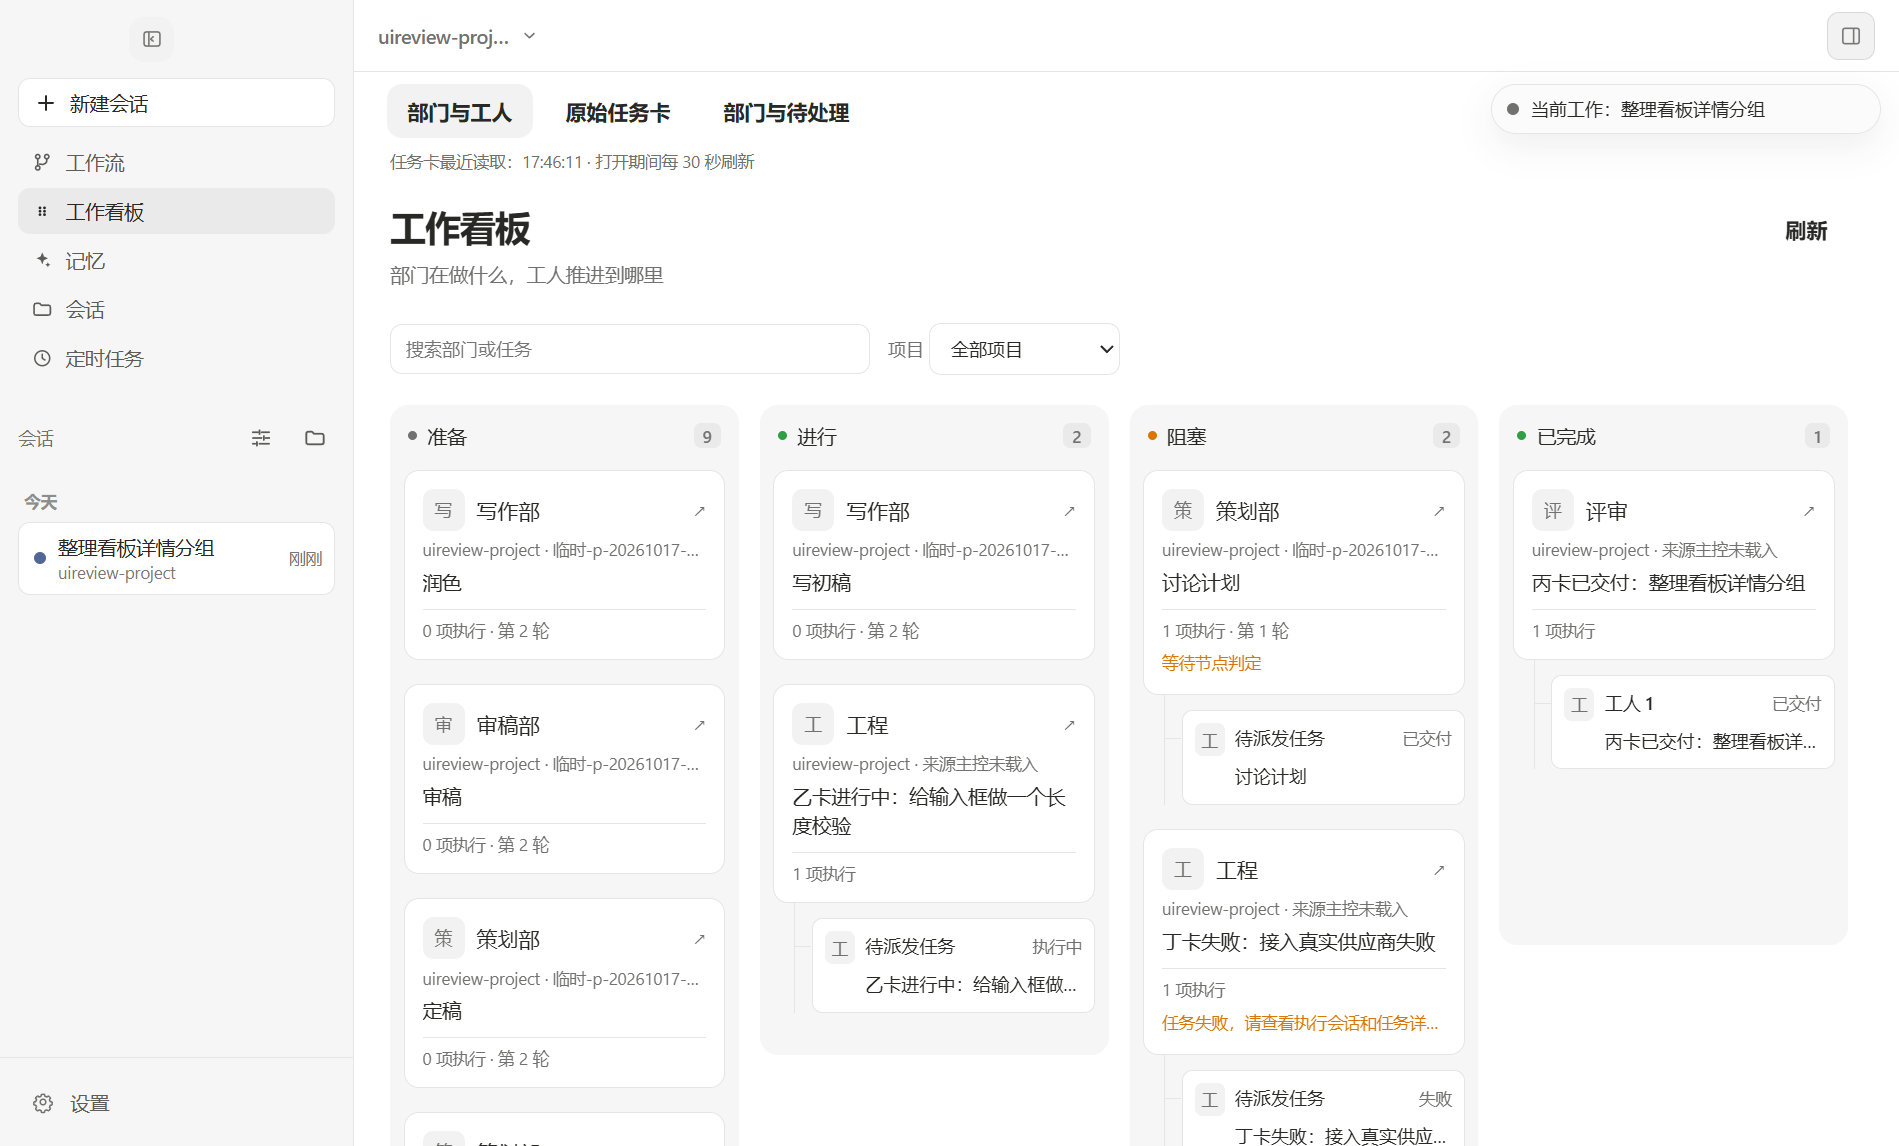 新建会话
工作流
工作看板
记忆
会话
定时任务
会话
今天
整理看板详情分组
uireview-project
刚刚
设置
uireview-proj...
部门与工人
原始任务卡
部门与待处理
当前工作：整理看板详情分组
任务卡最近读取：17:46:11 · 打开期间每 30 秒刷新
工作看板
刷新
部门在做什么，工人推进到哪里
搜索部门或任务
项目
全部项目
准备
9
写
写作部
uireview-project · 临时-p-20261017-...
润色
0 项执行 · 第 2 轮
审
审稿部
uireview-project · 临时-p-20261017-...
审稿
0 项执行 · 第 2 轮
策
策划部
uireview-project · 临时-p-20261017-...
定稿
0 项执行 · 第 2 轮
进行
2
写
写作部
uireview-project · 临时-p-20261017-...
写初稿
0 项执行 · 第 2 轮
工
工程
uireview-project · 来源主控未载入
乙卡进行中：给输入框做一个长
度校验
1 项执行
工
待派发任务
执行中
乙卡进行中：给输入框做...
阻塞
2
策
策划部
uireview-project · 临时-p-20261017-...
讨论计划
1 项执行 · 第 1 轮
等待节点判定
工
待派发任务
已交付
讨论计划
工
工程
uireview-project · 来源主控未载入
丁卡失败：接入真实供应商失败
1 项执行
任务失败，请查看执行会话和任务详...
工
待派发任务
失败
丁卡失败：接入真实供应...
已完成
1
评
评审
uireview-project · 来源主控未载入
丙卡已交付：整理看板详情分组
1 项执行
工
工人 1
已交付
丙卡已交付：整理看板详...